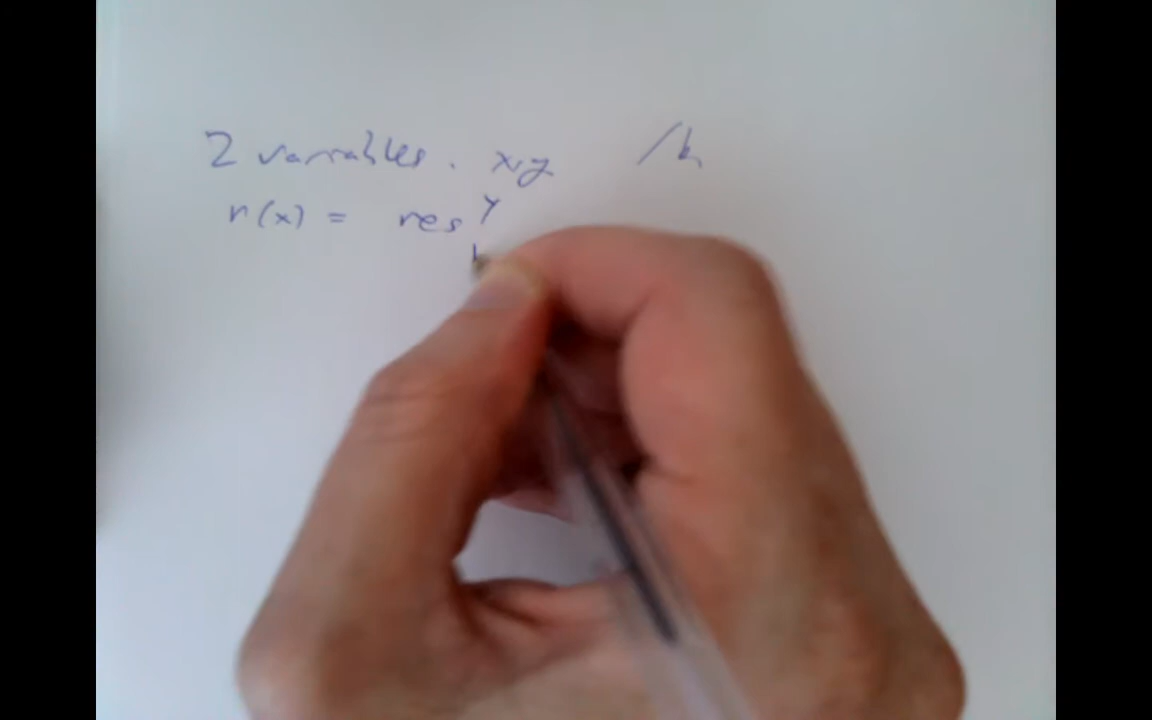 2 variables. x,y /k
r(x) = res y